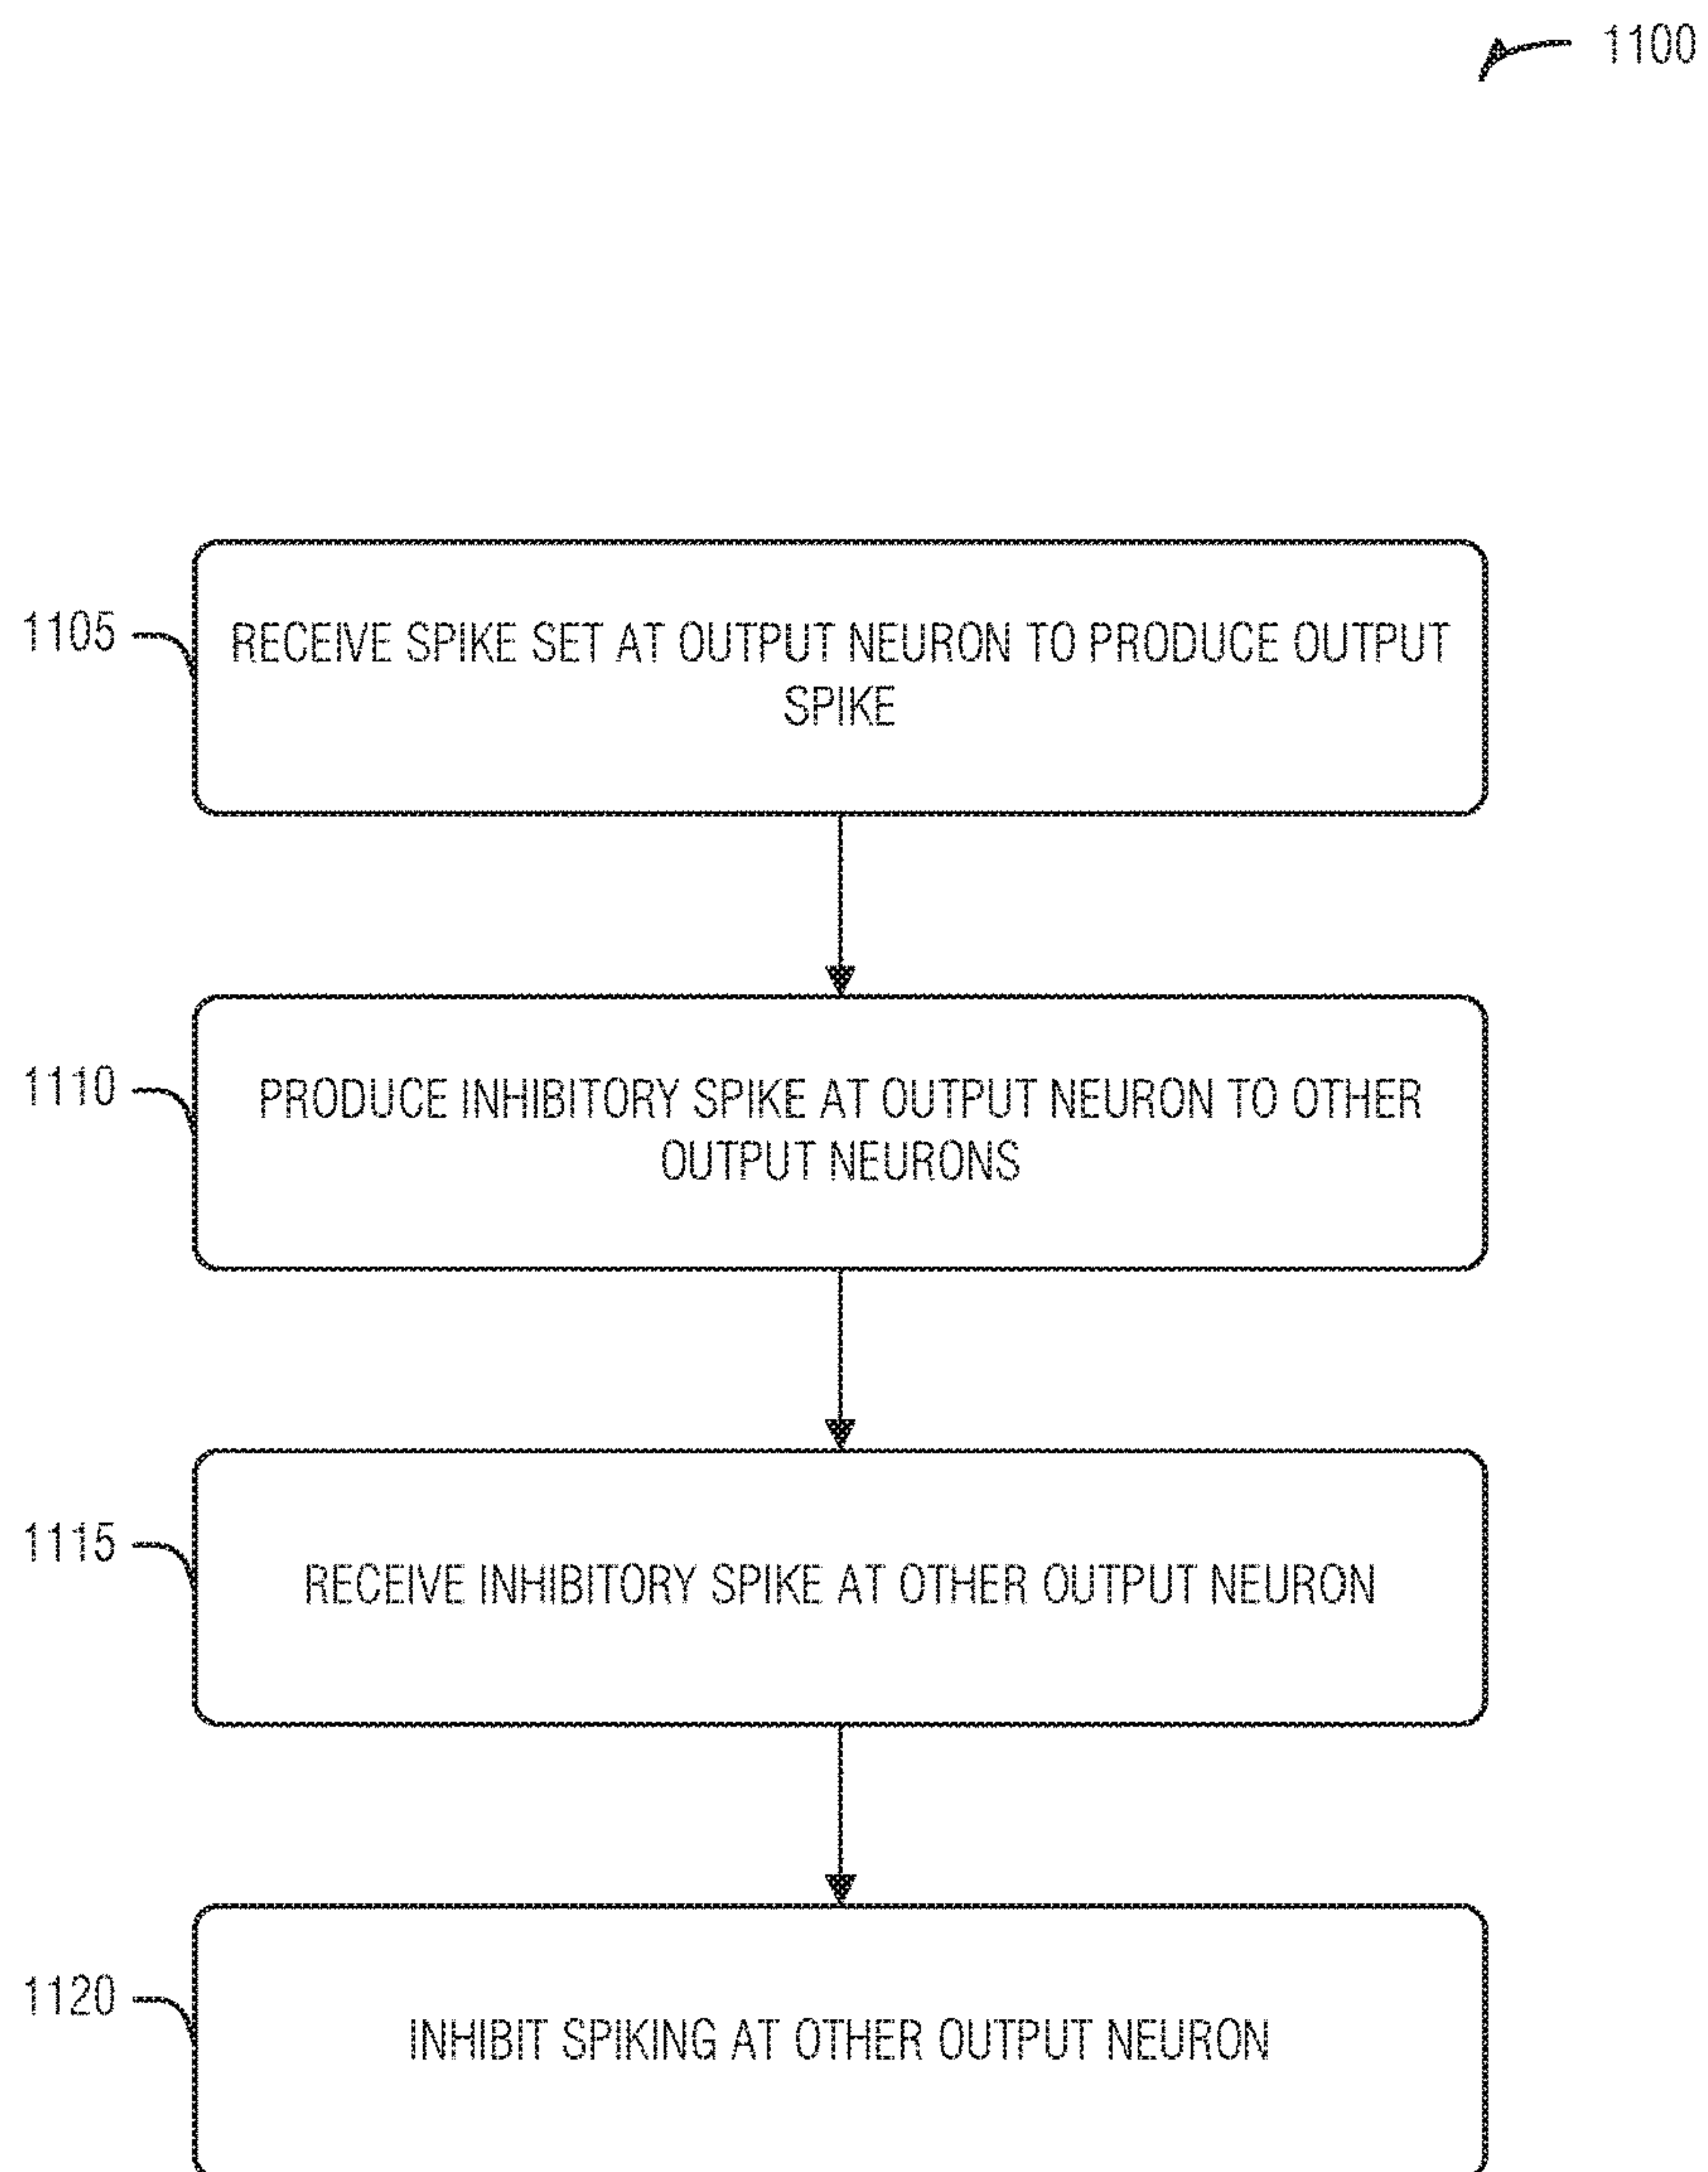 1100
1105
RECEIVE SPIKE SET AT OUTPUT NEURON TO PRODUCE OUTPUT
SPIKE
1110
PRODUCE INHIBITORY SPIKE AT OUTPUT NEURON TO OTHER
OUTPUT NEURONS
1115
RECEIVE INHIBITORY SPIKE AT OTHER OUTPUT NEURON
1120
INHIBIT SPIKING AT OTHER OUTPUT NEURON